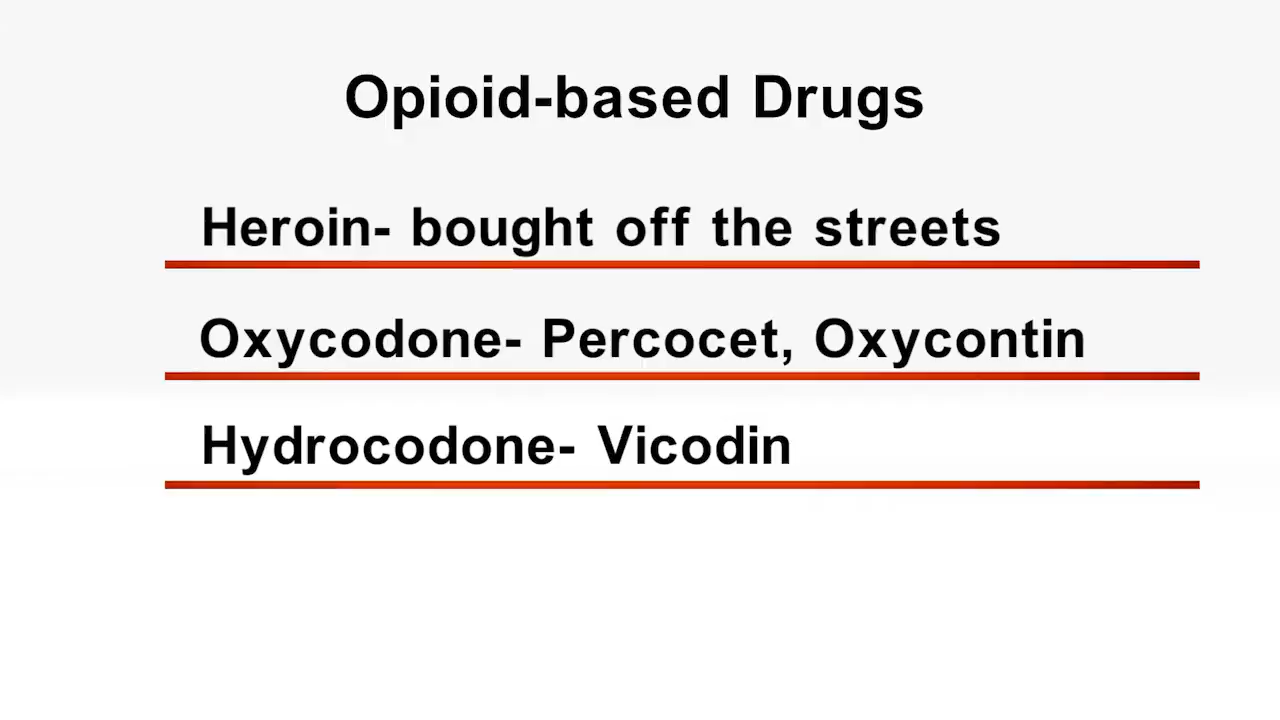 Opioid-based Drugs
Heroin- bought off the streets
Oxycodone- Percocet, Oxycontin
Hydrocodone- Vicodin